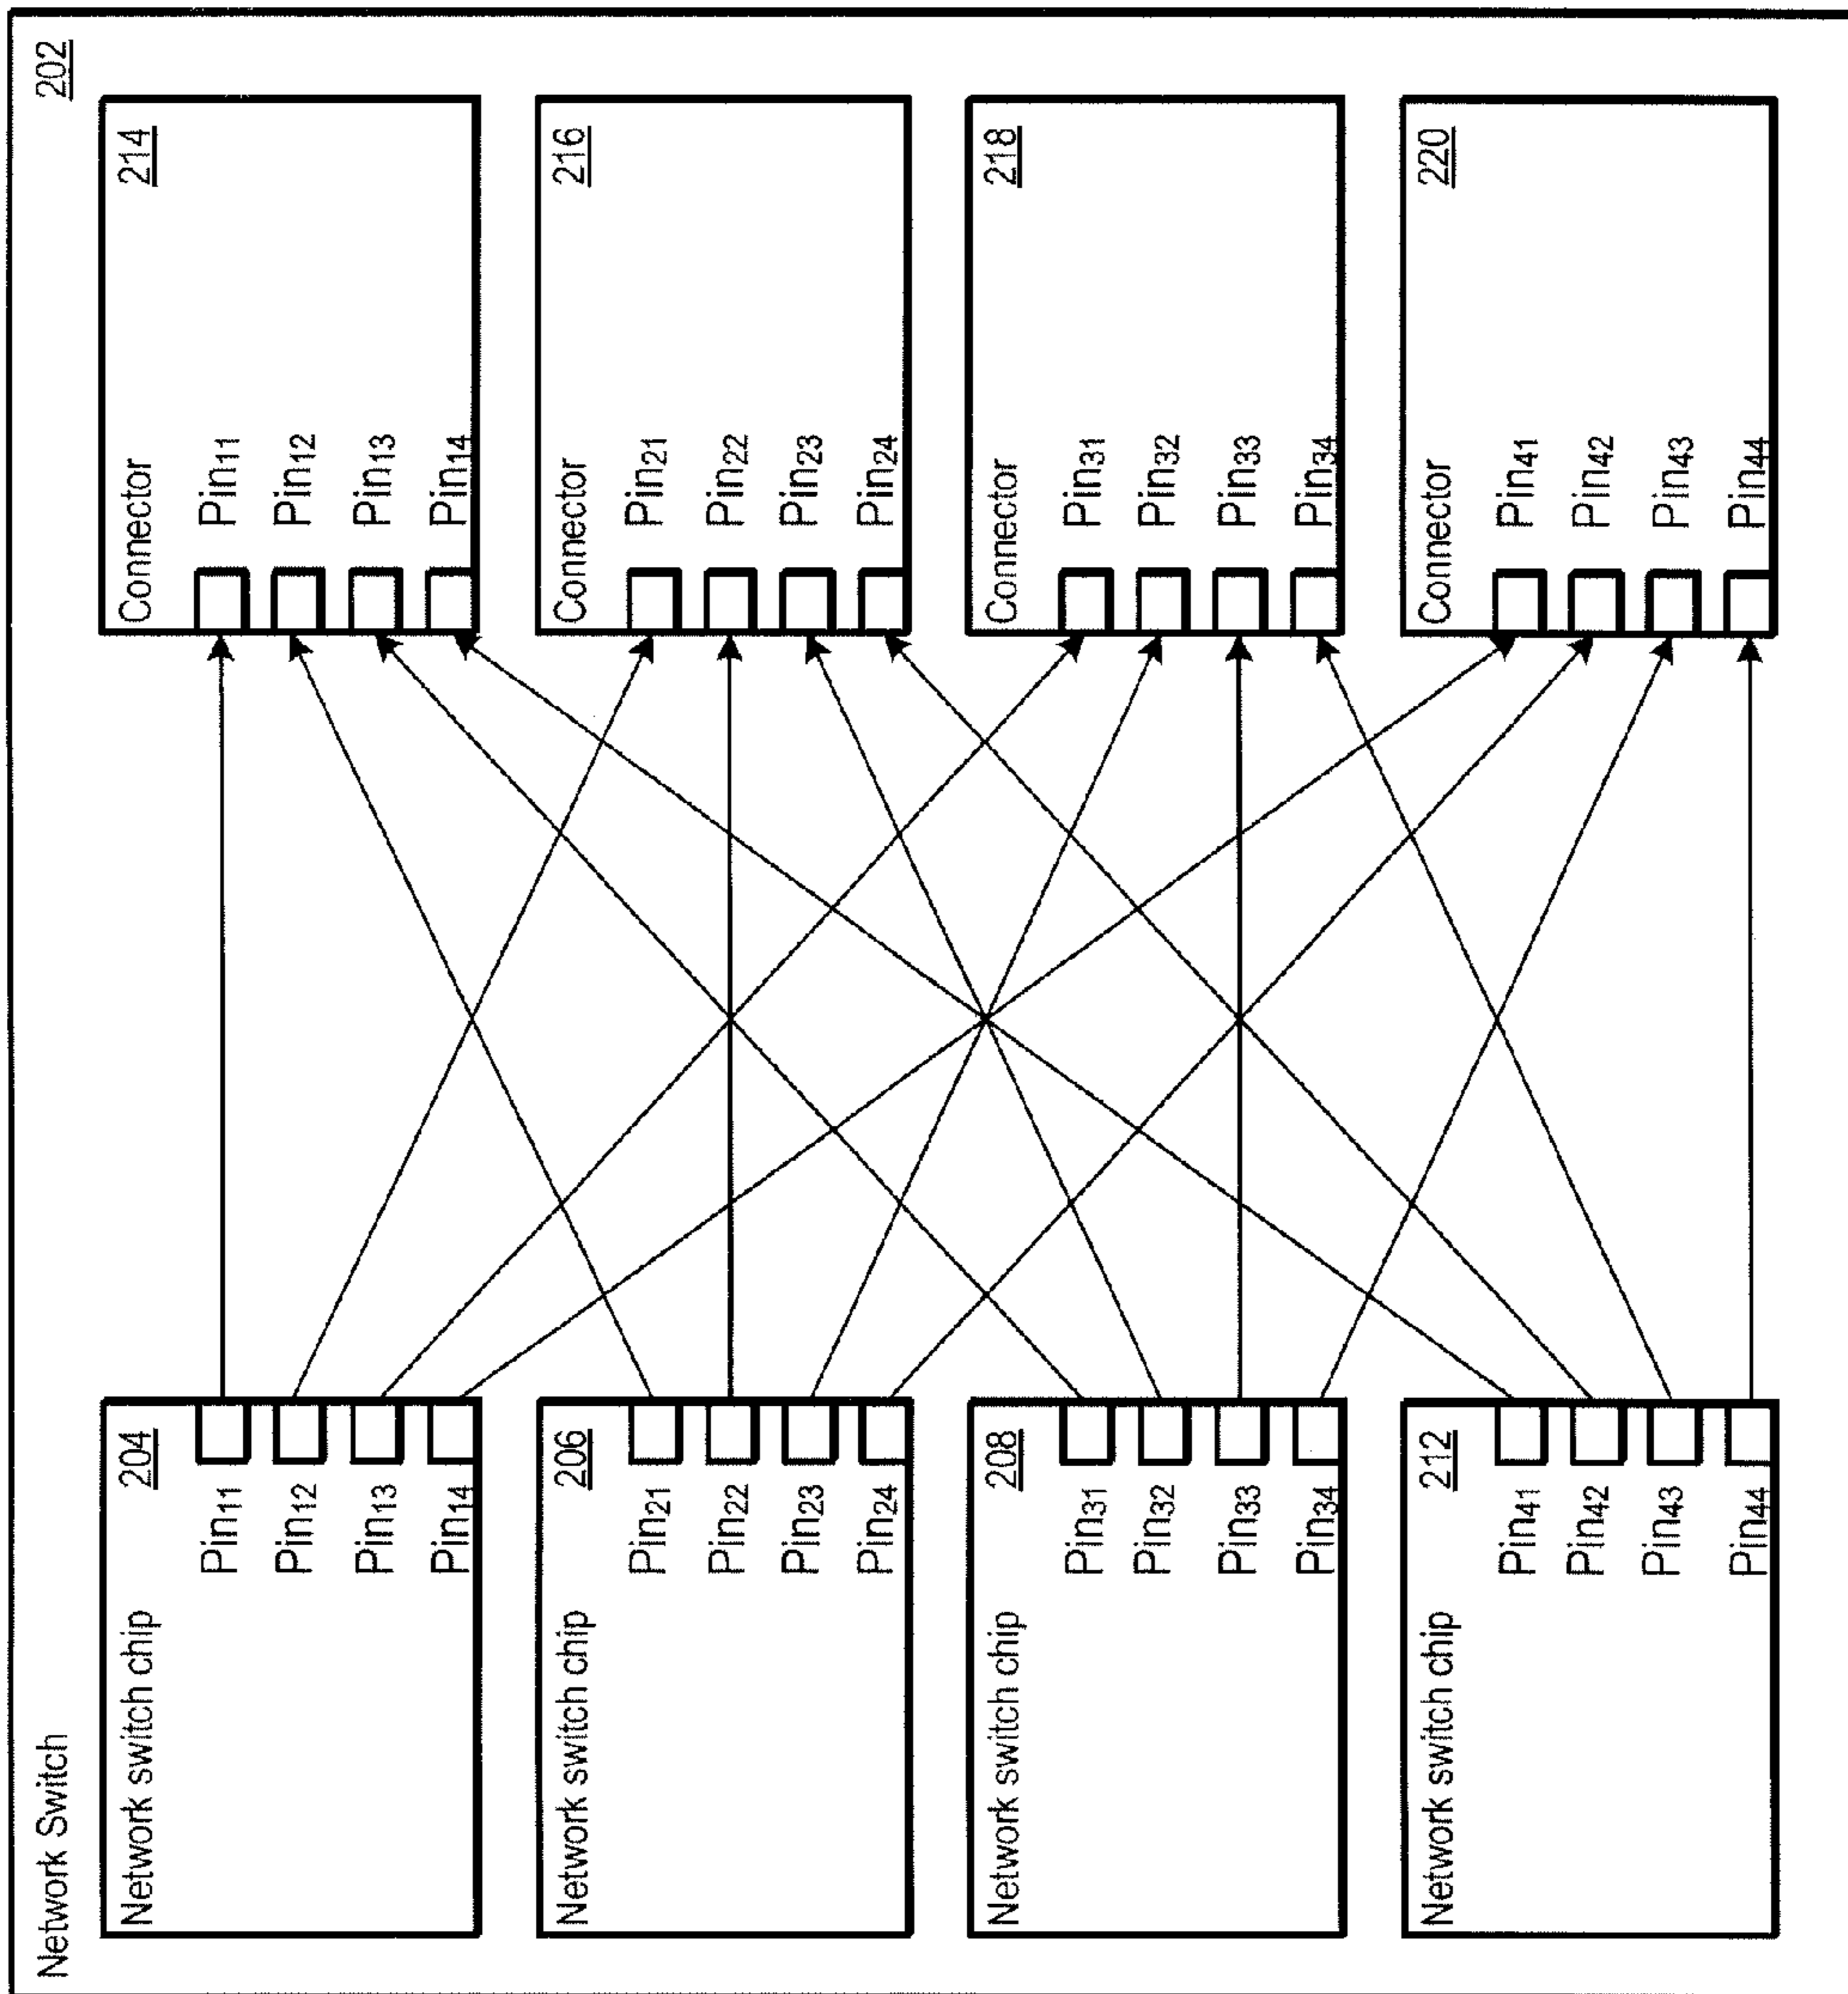 Network Switch
202
Network switch chip
204
Pin11
Pin12
Pin13
Pin14
Connector
214
Pin11
Pin12
Pin13
Pin14
Network switch chip
206
Pin21
Pin22
Pin23
Pin24
Connector
216
Pin21
Pin22
Pin23
Pin24
Network switch chip
208
Pin31
Pin32
Pin33
Pin34
Connector
218
Pin31
Pin32
Pin33
Pin34
Network switch chip
212
Pin41
Pin42
Pin43
Pin44
Connector
220
Pin41
Pin42
Pin43
Pin44